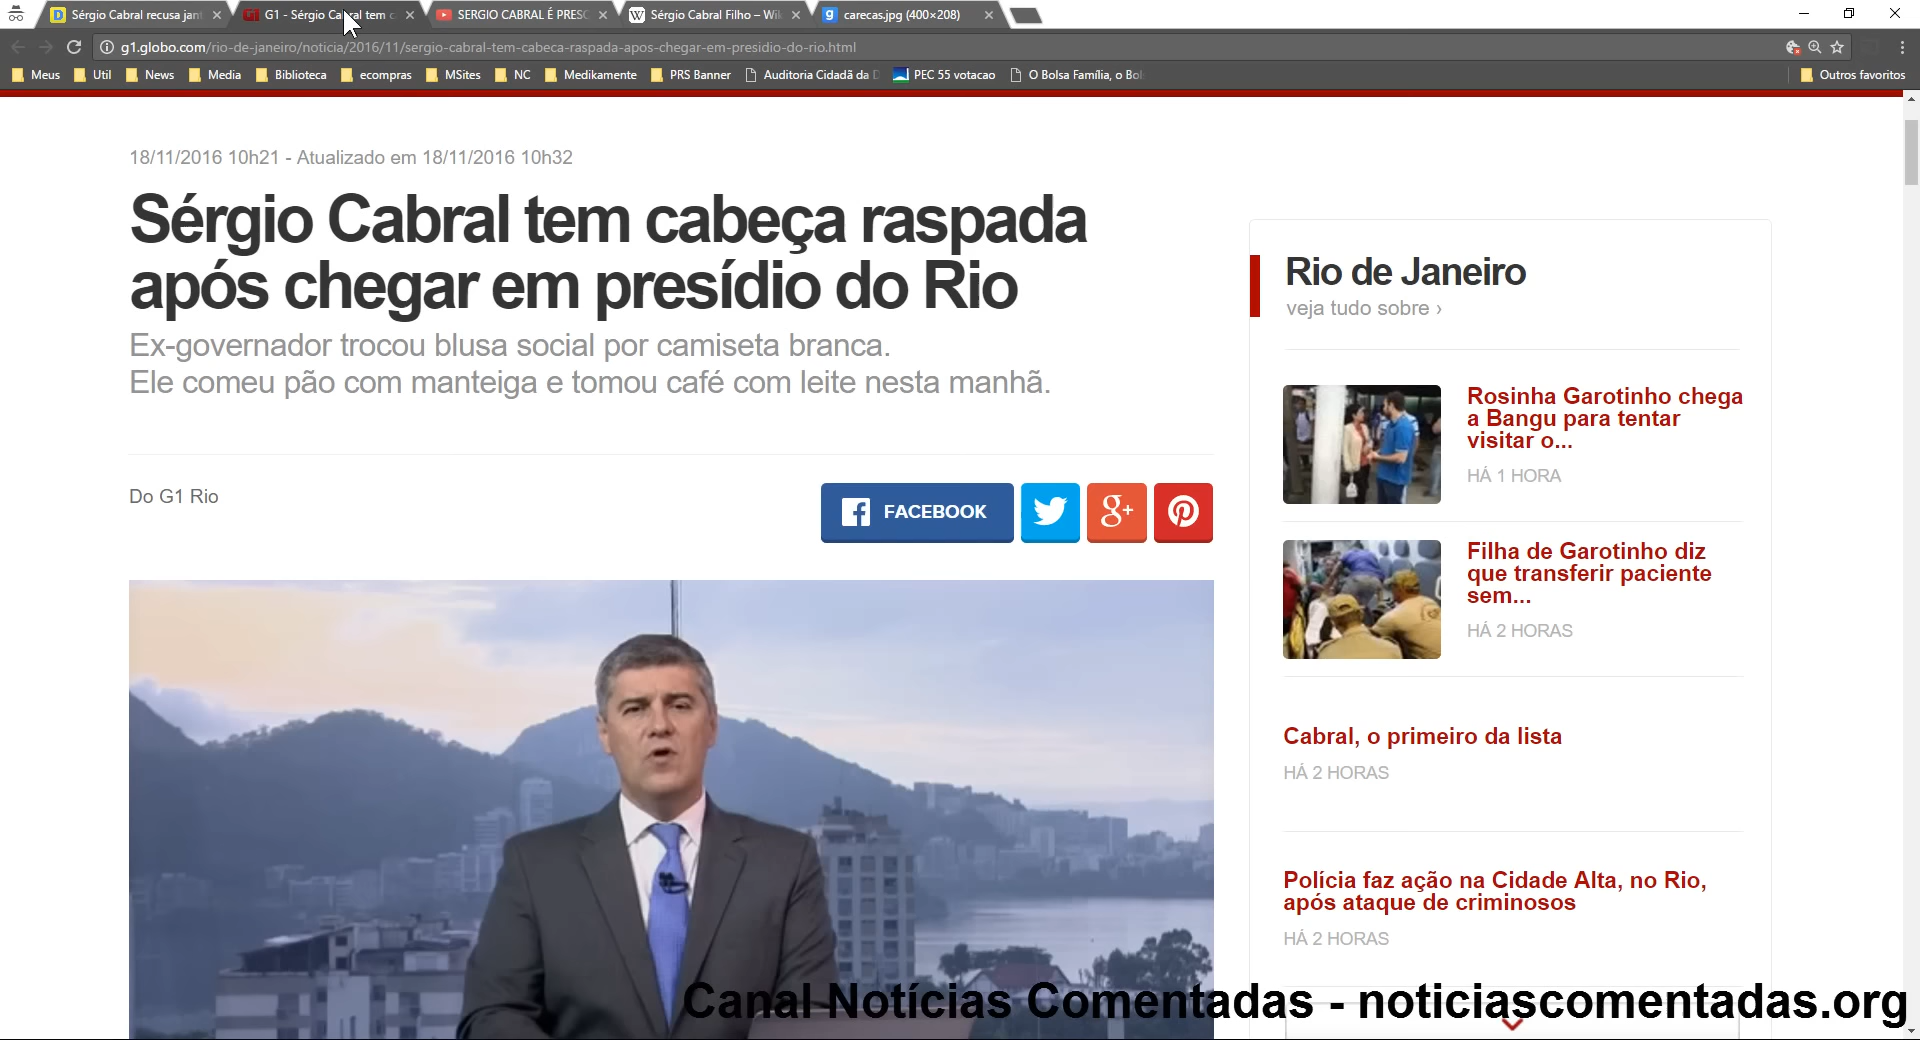 Sérgio Cabral recusa jan
G1 - Sérgio Cabral tem c
SERGIO CABRAL É PRESO
Sérgio Cabral Filho – Wiki
carecas.jpg (400×208)
g1.globo.com/rio-de-janeiro/noticia/2016/11/sergio-cabral-tem-cabeca-raspada-apos-chegar-em-presidio-do-rio.html
Meus Util News Media Biblioteca ecompras MSites NC Medikamente PRS Banner Auditoria Cidadã da D PEC 55 votacao O Bolsa Família, o Bol Outros favoritos
18/11/2016 10h21 - Atualizado em 18/11/2016 10h32
Sérgio Cabral tem cabeça raspada
após chegar em presídio do Rio
Ex-governador trocou blusa social por camiseta branca.
Ele comeu pão com manteiga e tomou café com leite nesta manhã.
Do G1 Rio
FACEBOOK
g+
Rio de Janeiro
veja tudo sobre ›
Rosinha Garotinho chega
a Bangu para tentar
visitar o...
HÁ 1 HORA
Filha de Garotinho diz
que transferir paciente
sem...
HÁ 2 HORAS
Cabral, o primeiro da lista
HÁ 2 HORAS
Polícia faz ação na Cidade Alta, no Rio,
após ataque de criminosos
HÁ 2 HORAS
Canal Notícias Comentadas - noticiascomentadas.org